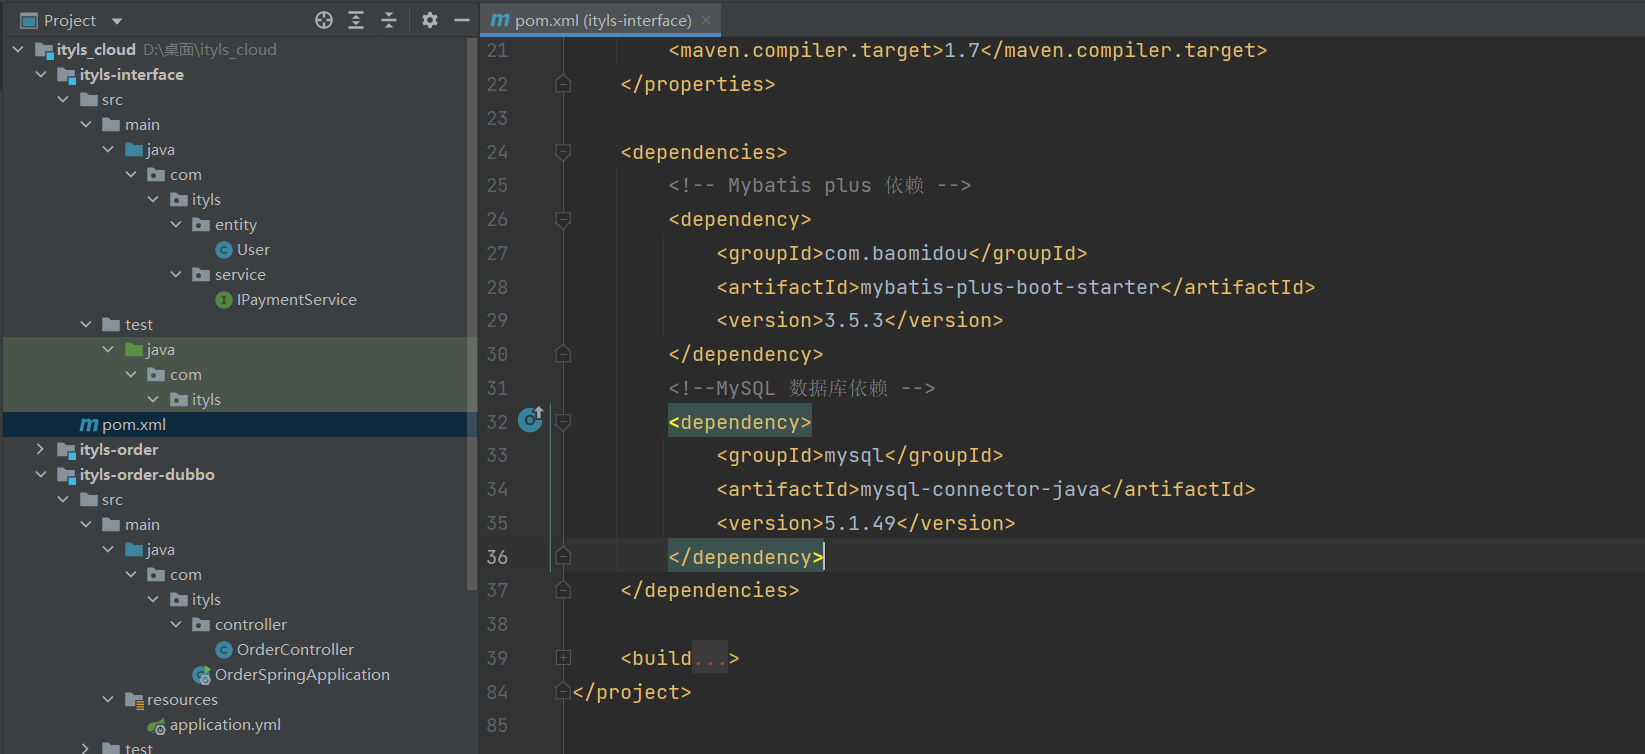 Project
ityls_cloud D:\桌面\ityls_cloud
ityls-interface
src
main
java
com
ityls
entity
User
service
IPaymentService
test
java
com
ityls
pom.xml
ityls-order
ityls-order-dubbo
src
main
java
com
ityls
controller
OrderController
OrderSpringApplication
resources
application.yml
test
pom.xml (ityls-interface)
21 <maven.compiler.target>1.7</maven.compiler.target>
22 </properties>
23
24 <dependencies>
25 <!-- Mybatis plus 依赖 -->
26 <dependency>
27 <groupId>com.baomidou</groupId>
28 <artifactId>mybatis-plus-boot-starter</artifactId>
29 <version>3.5.3</version>
30 </dependency>
31 <!--MySQL 数据库依赖 -->
32 <dependency>
33 <groupId>mysql</groupId>
34 <artifactId>mysql-connector-java</artifactId>
35 <version>5.1.49</version>
36 </dependency>
37 </dependencies>
38
39 <build...>
84 </project>
85